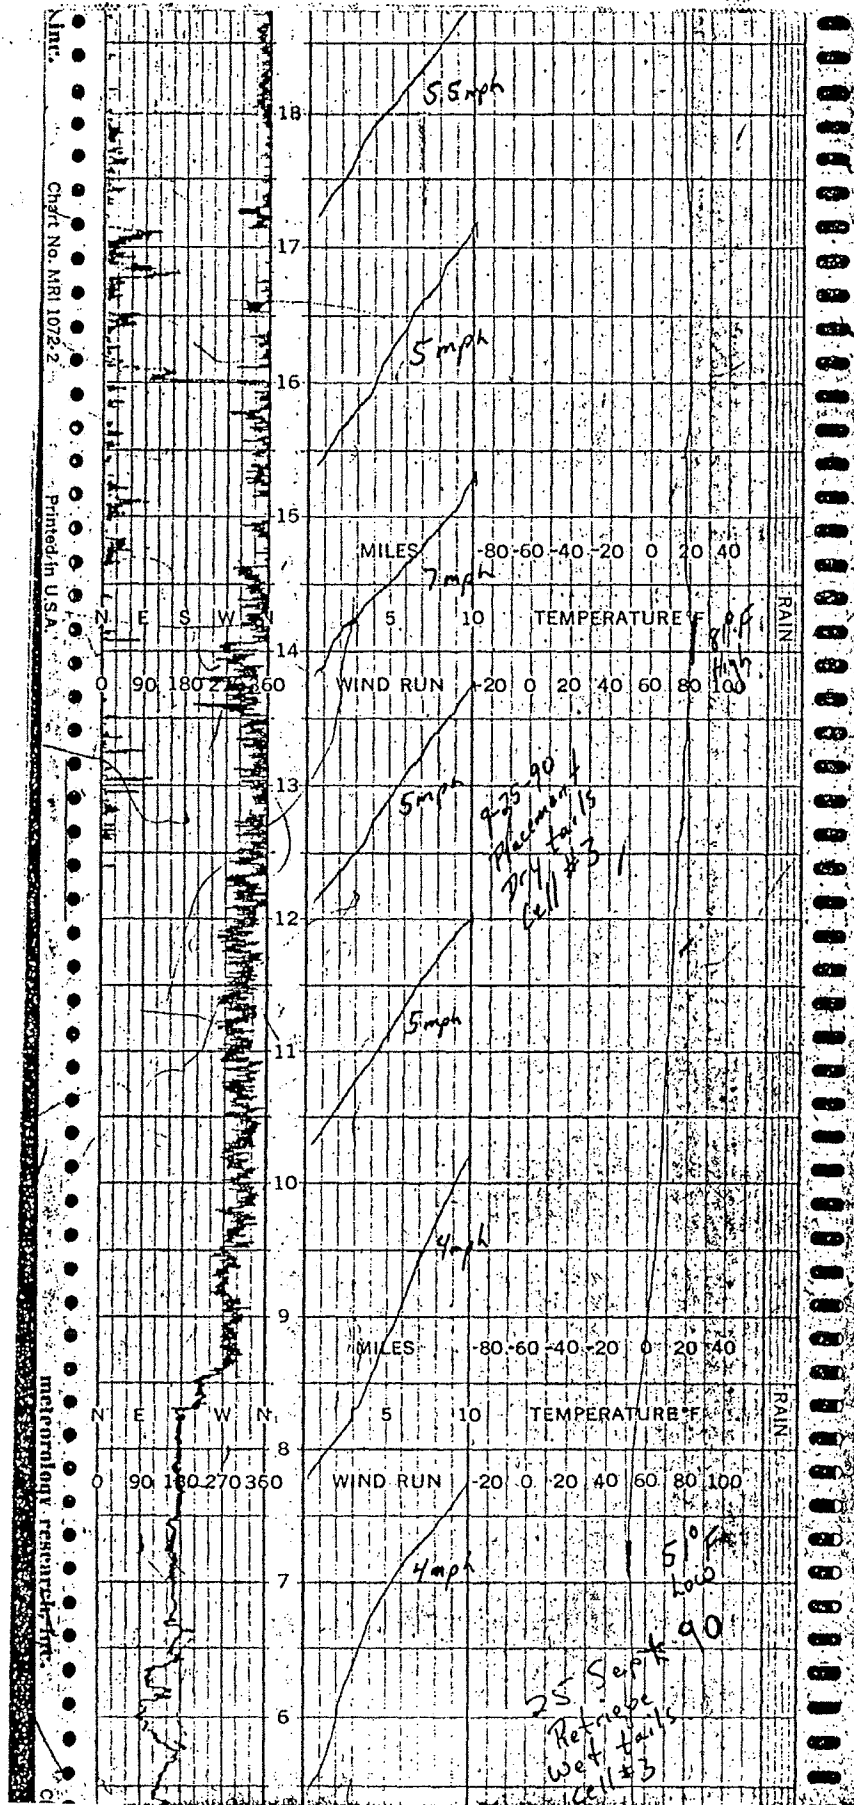 inc.
5.5mph
18
Chart No. MRI 1072-2
17
5 mph
16
15
Printed in U.S.A.
MILES -80 -60 -40 -20 0 20 40
7 mph
N E S W N 5 10 TEMPERATURE °F RAIN
81°F
High
14
0 90 180 270 360 WIND RUN -20 0 20 40 60 80 100
13
5mph
9-25-90
Placement
Dry tails
Cell #3
12
5mph
11
10
4mph
9
MILES -80 -60 -40 -20 0 20 40
N E S W N 5 10 TEMPERATURE °F RAIN
8
0 90 180 270 360 WIND RUN -20 0 20 40 60 80 100
meteorology research, inc.
51°F
Low
7
4mph
25 Sept 90
Retrieve
wet tails
Cell #3
6